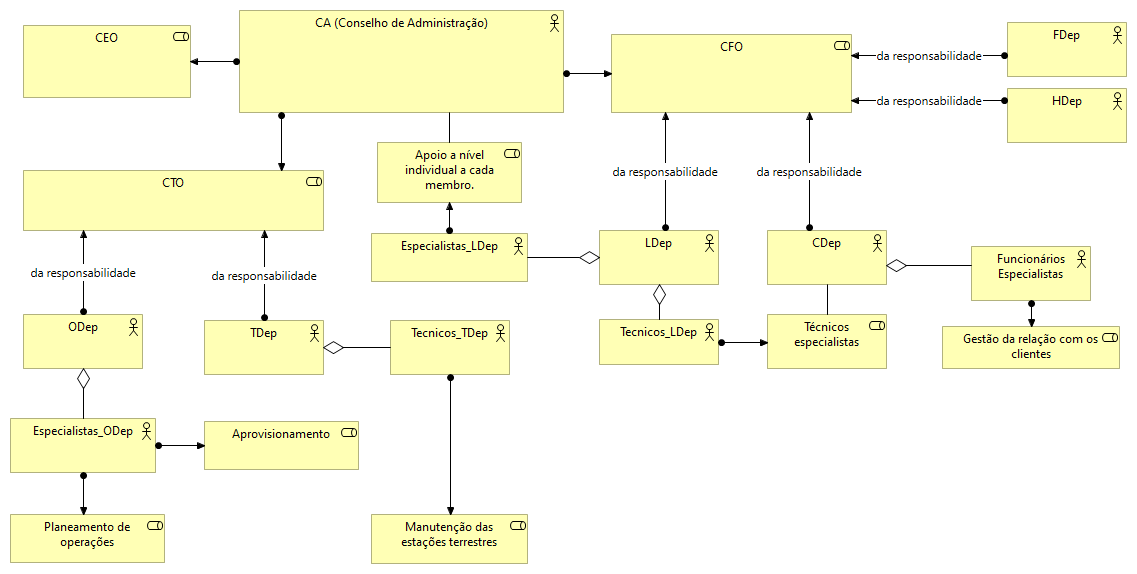 CA (Conselho de Administração)
CEO
CFO
FDep
da responsabilidade
HDep
da responsabilidade
Apoio a nível
individual a cada
membro.
CTO
da responsabilidade
da responsabilidade
Especialistas_LDep
LDep
CDep
Funcionários
Especialistas
da responsabilidade
da responsabilidade
ODep
TDep
Tecnicos_TDep
Tecnicos_LDep
Técnicos
especialistas
Gestão da relação com os
clientes
Especialistas_ODep
Aprovisionamento
Planeamento de
operações
Manutenção das
estações terrestres